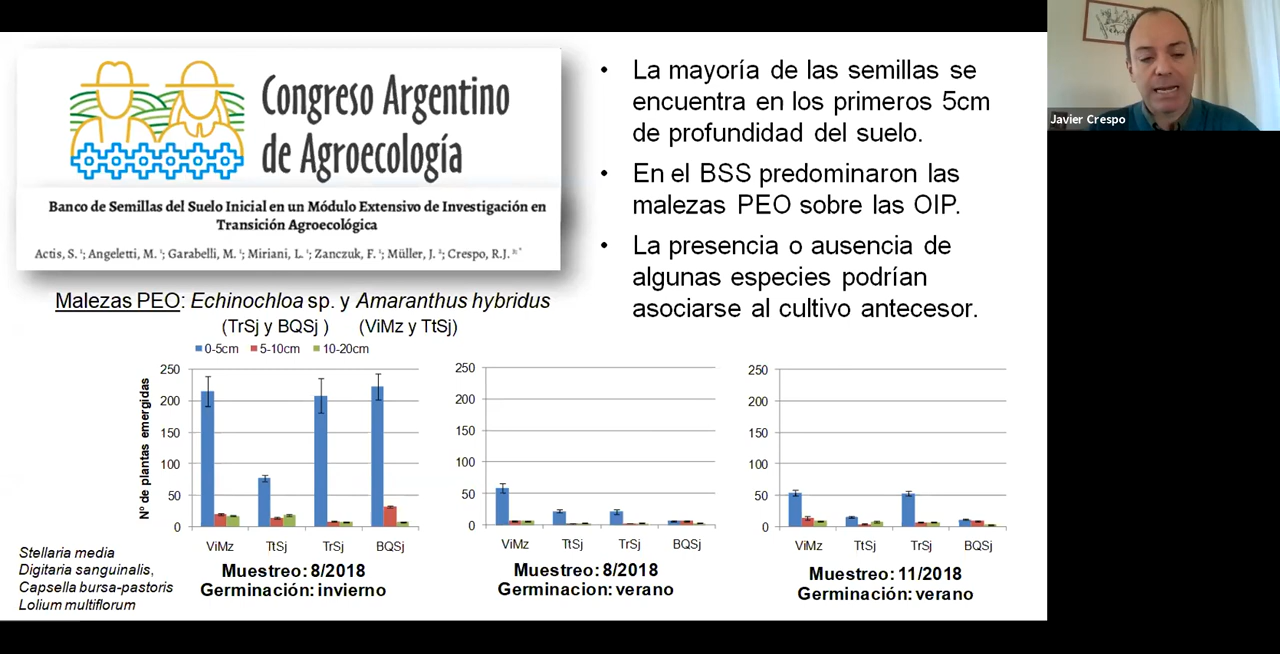 Congreso Argentino
de Agroecología
Banco de Semillas del Suelo Inicial en un Módulo Extensivo de Investigación en
Transición Agroecológica
Actis, S. ¹; Angeletti, M. ¹; Garabelli, M. ¹; Miriani, L. ¹; Zanczuk, F. ¹; Müller, J. ²; Crespo, R.J.
• La mayoría de las semillas se
encuentra en los primeros 5cm
de profundidad del suelo.
• En el BSS predominaron las
malezas PEO sobre las OIP.
• La presencia o ausencia de
algunas especies podrían
asociarse al cultivo antecesor.
Javier Crespo
Malezas PEO: Echinochloa sp. y Amaranthus hybridus
(TrSj y BQSj ) (ViMz y TtSj)
0-5cm 5-10cm 10-20cm
Nº de plantas emergidas
250
200
150
100
50
0
ViMz TtSj TrSj BQSj
Muestreo: 8/2018
Germinación: invierno
250
200
150
100
50
0
ViMz TtSj TrSj BQSj
Muestreo: 8/2018
Germinacion: verano
250
200
150
100
50
0
ViMz TtSj TrSj BQSj
Muestreo: 11/2018
Germinación: verano
Stellaria media
Digitaria sanguinalis,
Capsella bursa-pastoris
Lolium multiflorum